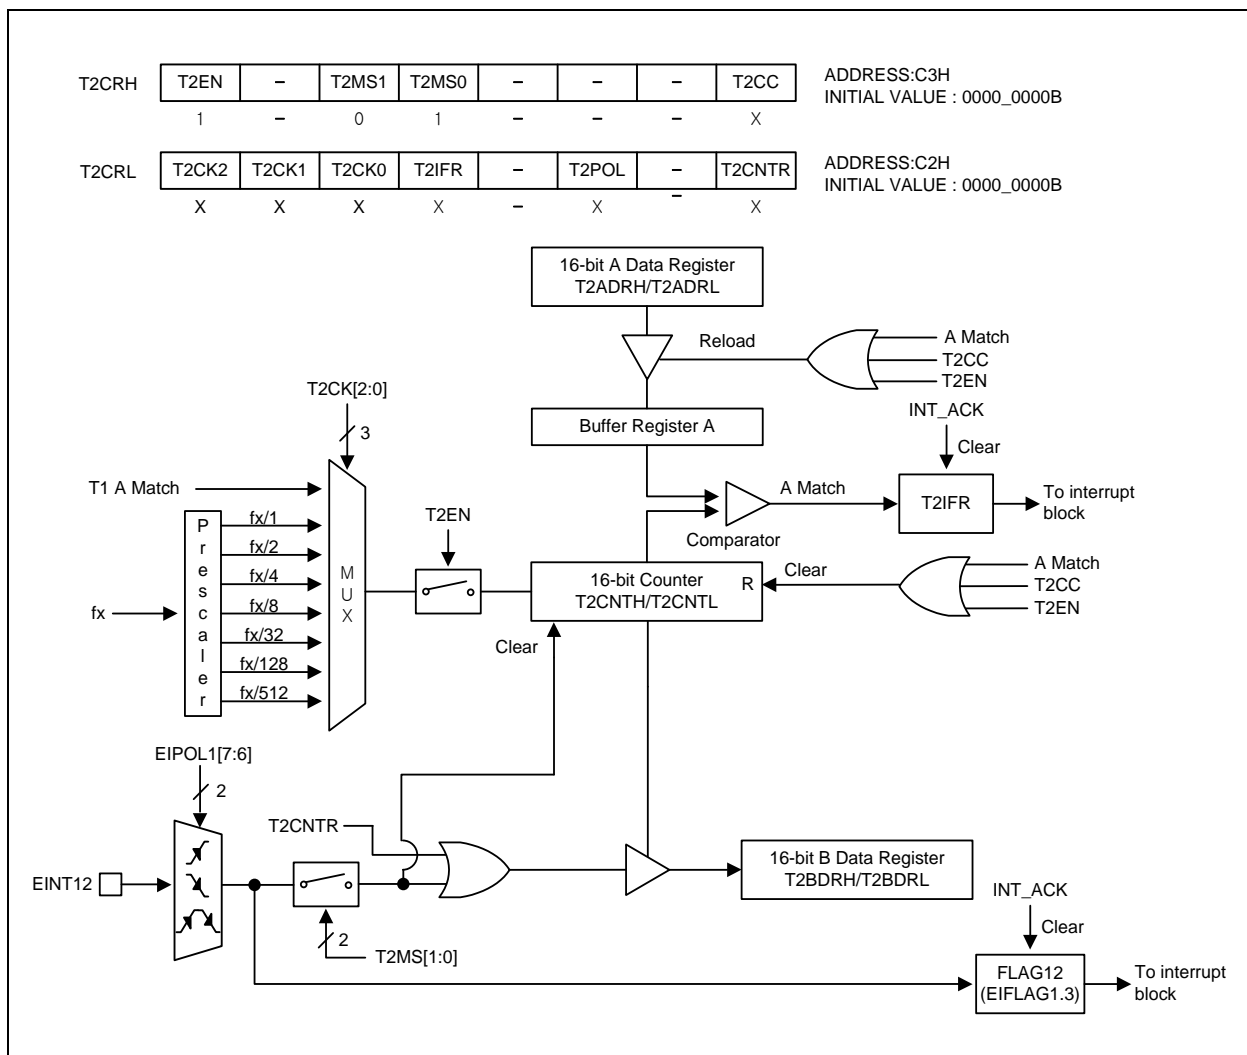 T2CRH T2EN – T2MS1 T2MS0 – – – T2CC
ADDRESS:C3H
INITIAL VALUE : 0000_0000B
1 – 0 1 – – – X
T2CRL T2CK2 T2CK1 T2CK0 T2IFR – T2POL – T2CNTR
ADDRESS:C2H
INITIAL VALUE : 0000_0000B
X X X X – X – X
16-bit A Data Register
T2ADRH/T2ADRL
Reload
A Match
T2CC
T2EN
T2CK[2:0]
3
Buffer Register A
INT_ACK
Clear
T1 A Match
A Match
T2IFR
To interrupt
block
Comparator
Prescaler
fx/1
fx/2
fx/4
fx/8
fx/32
fx/128
fx/512
fx
MUX
T2EN
16-bit Counter
T2CNTH/T2CNTL
R
Clear
A Match
T2CC
T2EN
Clear
EIPOL1[7:6]
2
T2CNTR
EINT12
2
T2MS[1:0]
16-bit B Data Register
T2BDRH/T2BDRL
INT_ACK
Clear
FLAG12
(EIFLAG1.3)
To interrupt
block